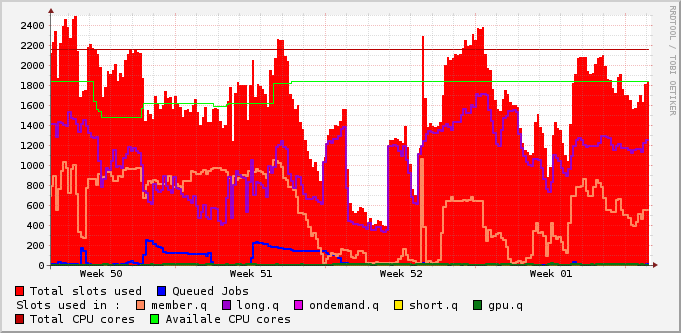 RRDTOOL / TOBI OETIKER
2400
2200
2000
1800
1600
1400
1200
1000
800
600
400
200
0
Week 50 Week 51 Week 52 Week 01
Total slots used Queued Jobs
Slots used in : member.q long.q ondemand.q short.q gpu.q
Total CPU cores Availale CPU cores